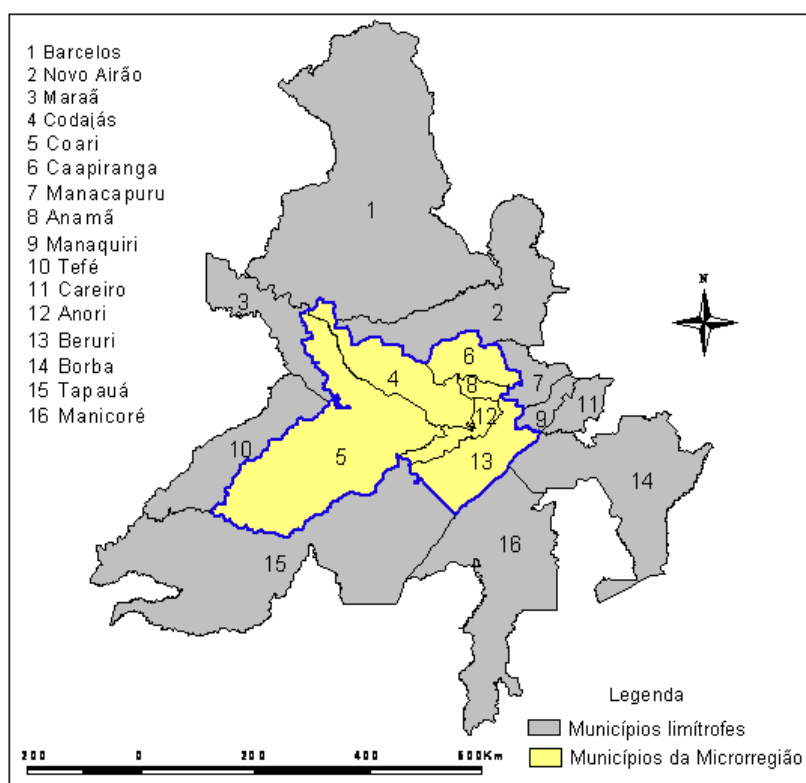 1 Barcelos
2 Novo Airão
3 Maraã
4 Codajás
5 Coari
6 Caapiranga
7 Manacapuru
8 Anamã
9 Manaquiri
10 Tefé
11 Careiro
12 Anori
13 Beruri
14 Borba
15 Tapauá
16 Manicoré
1
2
3
N
6
4
8
7
12
9
11
10
5
13
14
15
16
Legenda
Municípios limítrofes
Municípios da Microrregião
200 0 200 400 600Km